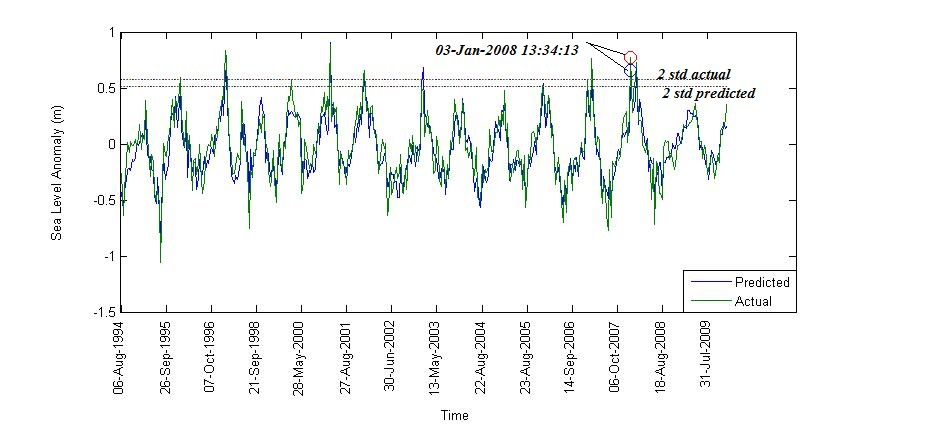 1
03-Jan-2008 13:34:13
2 std actual
2 std predicted
0.5
0
-0.5
-1
-1.5
Sea Level Anomaly (m)
Predicted
Actual
06-Aug-1994
26-Sep-1995
07-Oct-1996
21-Sep-1998
28-May-2000
27-Aug-2001
30-Jun-2002
13-May-2003
22-Aug-2004
23-Aug-2005
14-Sep-2006
06-Oct-2007
18-Aug-2008
31-Jul-2009
Time